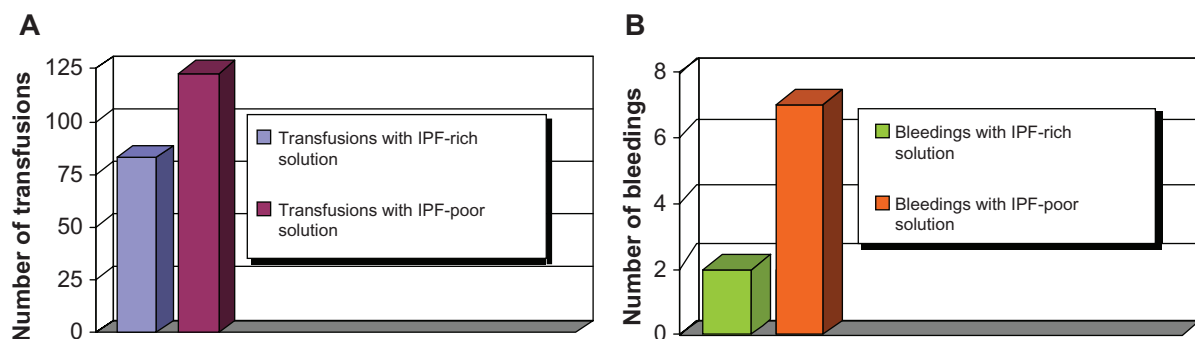 A
Number of transfusions
125
100
75
50
25
0
Transfusions with IPF-rich
solution
Transfusions with IPF-poor
solution
B
Number of bleedings
8
6
4
2
0
Bleedings with IPF-rich
solution
Bleedings with IPF-poor
solution